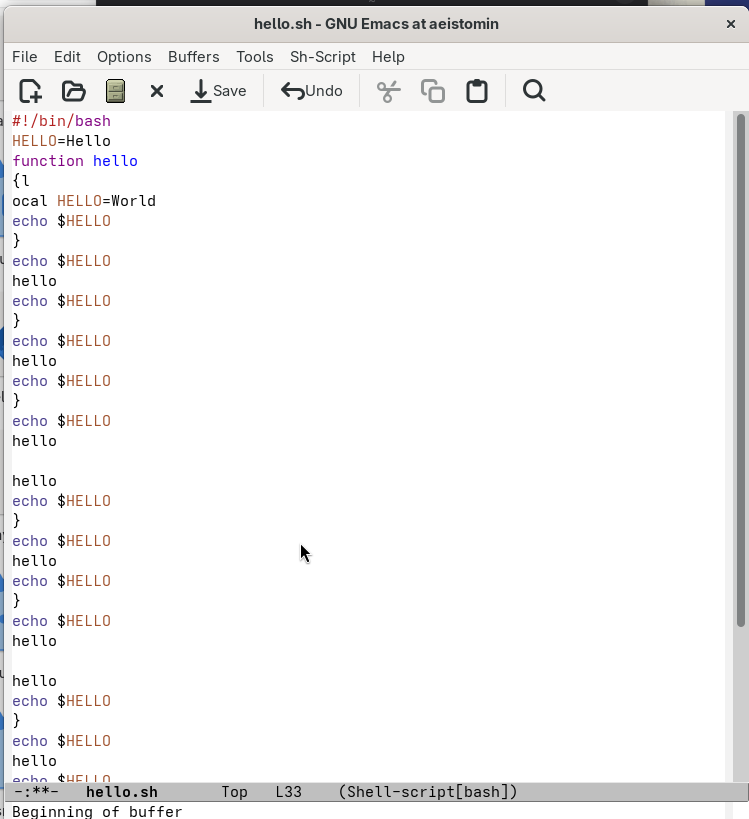 hello.sh - GNU Emacs at aeistomin
File Edit Options Buffers Tools Sh-Script Help
Save Undo
#!/bin/bash
HELLO=Hello
function hello
{l
ocal HELLO=World
echo $HELLO
}
echo $HELLO
hello
echo $HELLO
}
echo $HELLO
hello
echo $HELLO
}
echo $HELLO
hello

hello
echo $HELLO
}
echo $HELLO
hello
echo $HELLO
}
echo $HELLO
hello

hello
echo $HELLO
}
echo $HELLO
hello
echo $HELLO
-:**- hello.sh Top L33 (Shell-script[bash])
Beginning of buffer